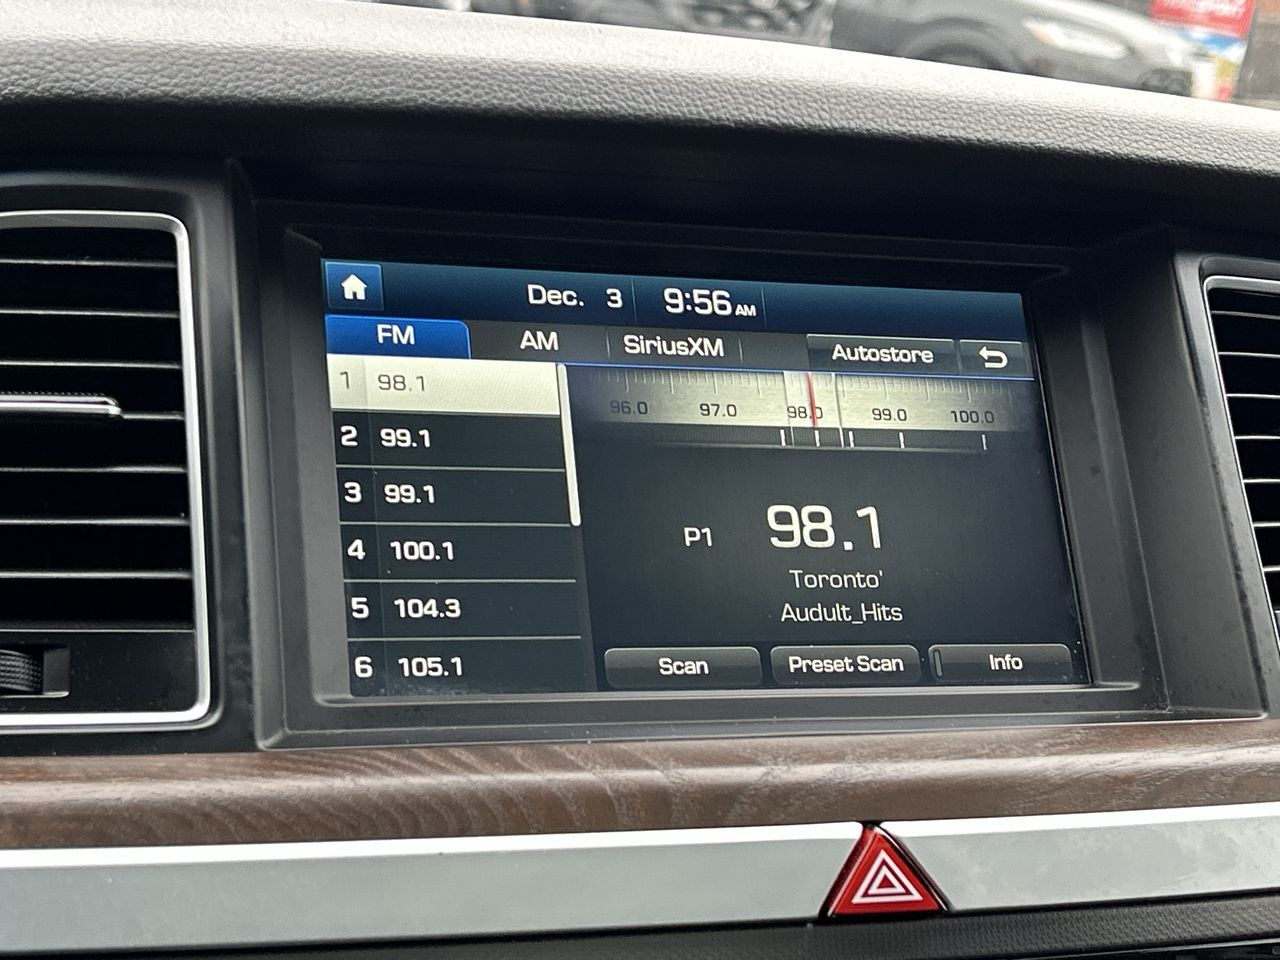 Dec. 3 9:56 AM
FM AM SiriusXM Autostore
1 98.1
96.0 97.0 98.0 99.0 100.0
2 99.1
3 99.1
4 100.1
5 104.3
6 105.1
P1 98.1
Toronto'
Audult_Hits
Scan Preset Scan Info